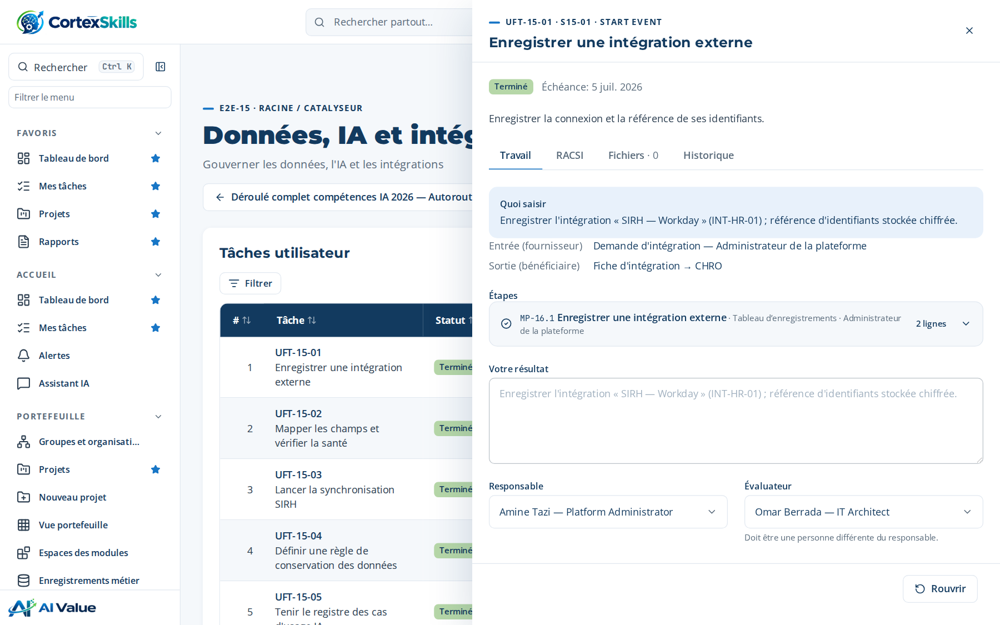 CortexSkills
Rechercher partout...
Rechercher
Ctrl K
Filtrer le menu
FAVORIS
Tableau de bord
Mes tâches
Projets
Rapports
ACCUEIL
Tableau de bord
Mes tâches
Alertes
Assistant IA
PORTEFEUILLE
Groupes et organisati...
Projets
Nouveau projet
Vue portefeuille
Espaces des modules
Enregistrements métier
AI Value
E2E-15 · RACINE / CATALYSEUR
Données, IA et intég
Gouverner les données, l'IA et les intégrations
Déroulé complet compétences IA 2026 — Autorout
Tâches utilisateur
Filtrer
# Tâche Statut
1
UFT-15-01
Enregistrer une intégration
externe
Terminé
2
UFT-15-02
Mapper les champs et
vérifier la santé
Terminé
3
UFT-15-03
Lancer la synchronisation
SIRH
Terminé
4
UFT-15-04
Définir une règle de
conservation des données
Terminé
5
UFT-15-05
Tenir le registre des cas
d'usage IA
Terminé
UFT-15-01 · S15-01 · START EVENT
Enregistrer une intégration externe
Terminé
Échéance: 5 juil. 2026
Enregistrer la connexion et la référence de ses identifiants.
Travail
RACSI
Fichiers · 0
Historique
Quoi saisir
Enregistrer l'intégration « SIRH — Workday » (INT-HR-01) ; référence d'identifiants stockée chiffrée.
Entrée (fournisseur) Demande d'intégration — Administrateur de la plateforme
Sortie (bénéficiaire) Fiche d'intégration → CHRO
Étapes
MP-16.1 Enregistrer une intégration externe · Tableau d’enregistrements · Administrateur
de la plateforme
2 lignes
Votre résultat
Enregistrer l'intégration « SIRH — Workday » (INT-HR-01) ; référence d'identifiants stockée chiffrée.
Responsable
Amine Tazi — Platform Administrator
Évaluateur
Omar Berrada — IT Architect
Doit être une personne différente du responsable.
Rouvrir